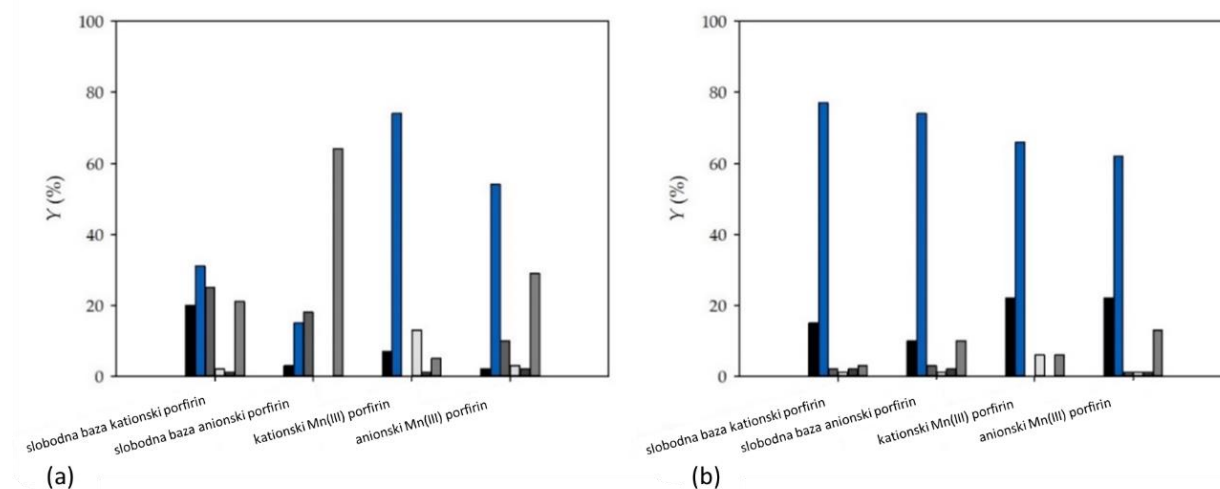 100
80
60
40
20
0
Y (%)
slobodna baza kationski porfirin
slobodna baza anionski porfirin
kationski Mn(III) porfirin
anionski Mn(III) porfirin
(a)
100
80
60
40
20
0
Y (%)
slobodna baza kationski porfirin
slobodna baza anionski porfirin
kationski Mn(III) porfirin
anionski Mn(III) porfirin
(b)